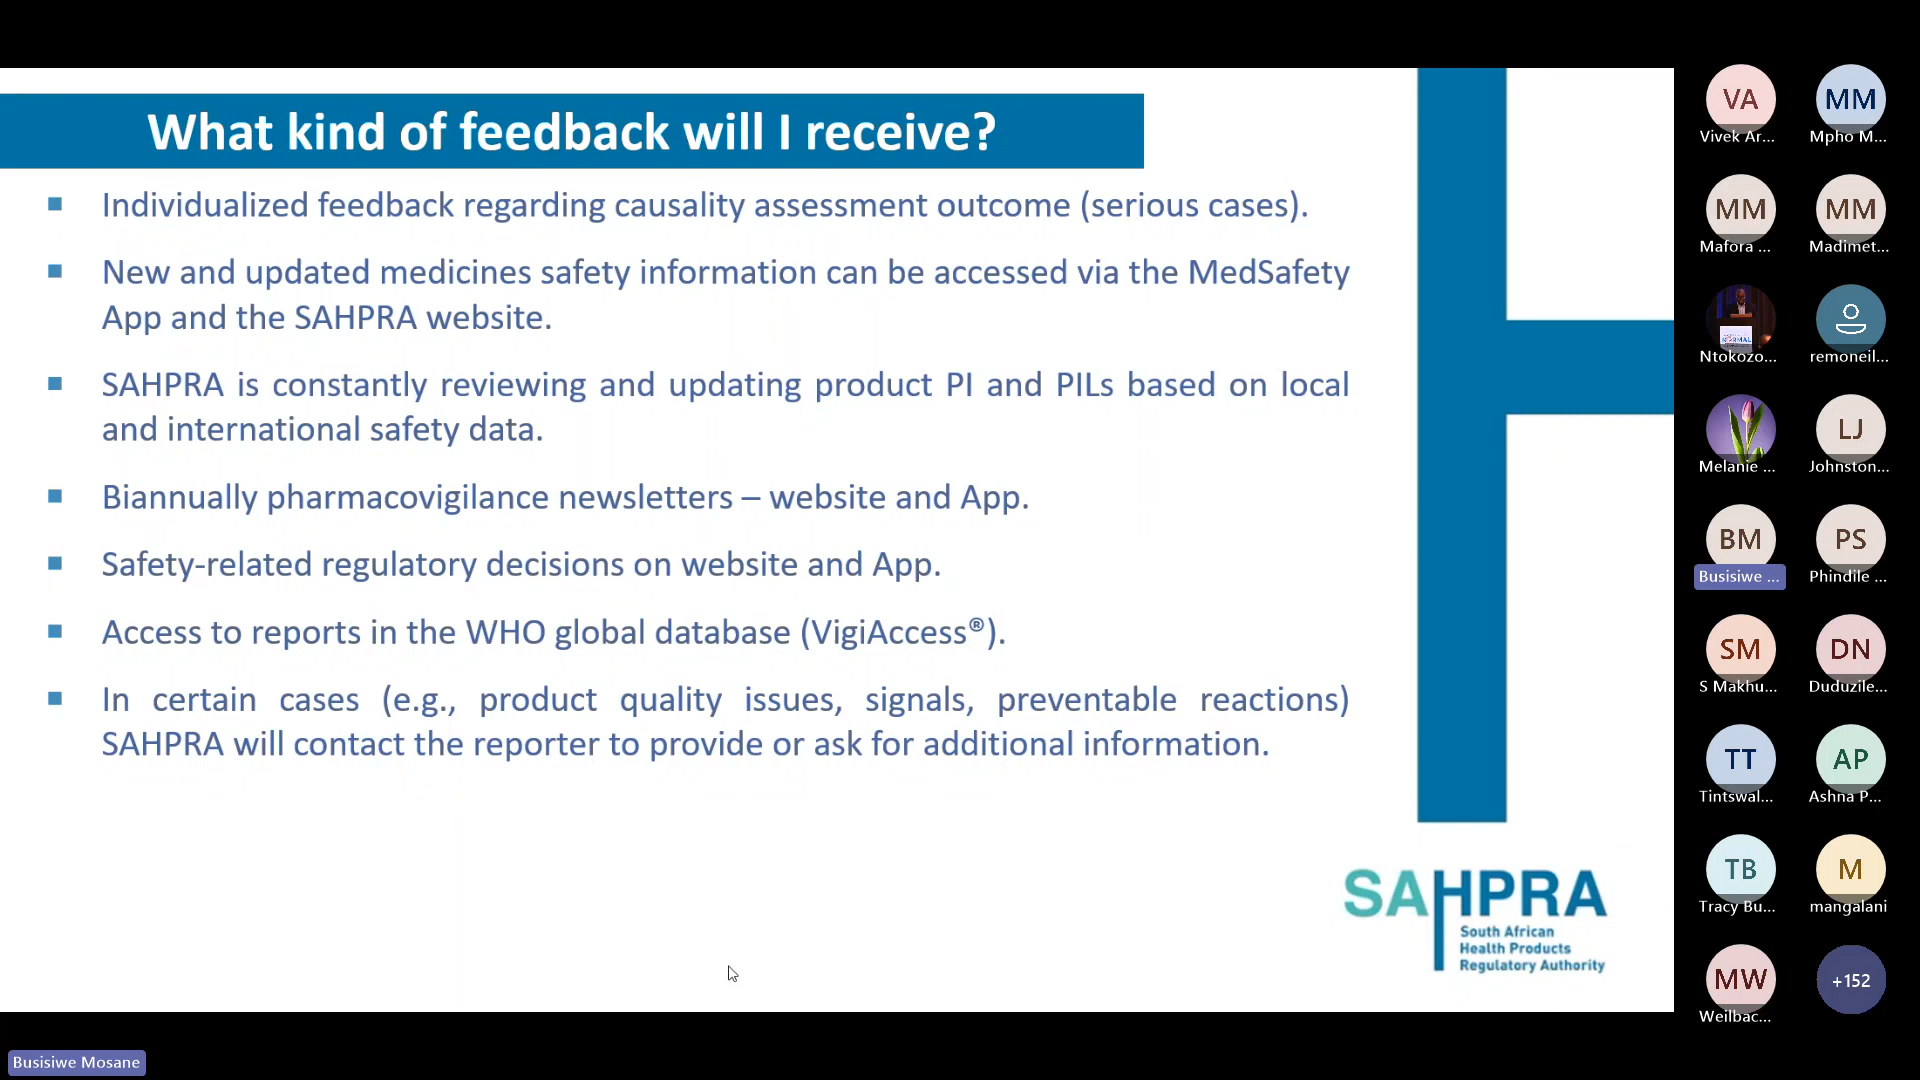 What kind of feedback will I receive?
Individualized feedback regarding causality assessment outcome (serious cases).
New and updated medicines safety information can be accessed via the MedSafety
App and the SAHPRA website.
SAHPRA is constantly reviewing and updating product PI and PILs based on local
and international safety data.
Biannually pharmacovigilance newsletters – website and App.
Safety-related regulatory decisions on website and App.
Access to reports in the WHO global database (VigiAccess®).
In certain cases (e.g., product quality issues, signals, preventable reactions)
SAHPRA will contact the reporter to provide or ask for additional information.
SAHPRA
South African
Health Products
Regulatory Authority
VA
Vivek Ar...
MM
Mpho M...
MM
Mafora ...
MM
Madimet...
Ntokozo...
remoneil...
Melanie ...
LJ
Johnston...
BM
Busisiwe ...
PS
Phindile ...
SM
S Makhu...
DN
Duduzile...
TT
Tintswal...
AP
Ashna P...
TB
Tracy Bu...
M
mangalani
MW
Weilbac...
+152
Busisiwe Mosane